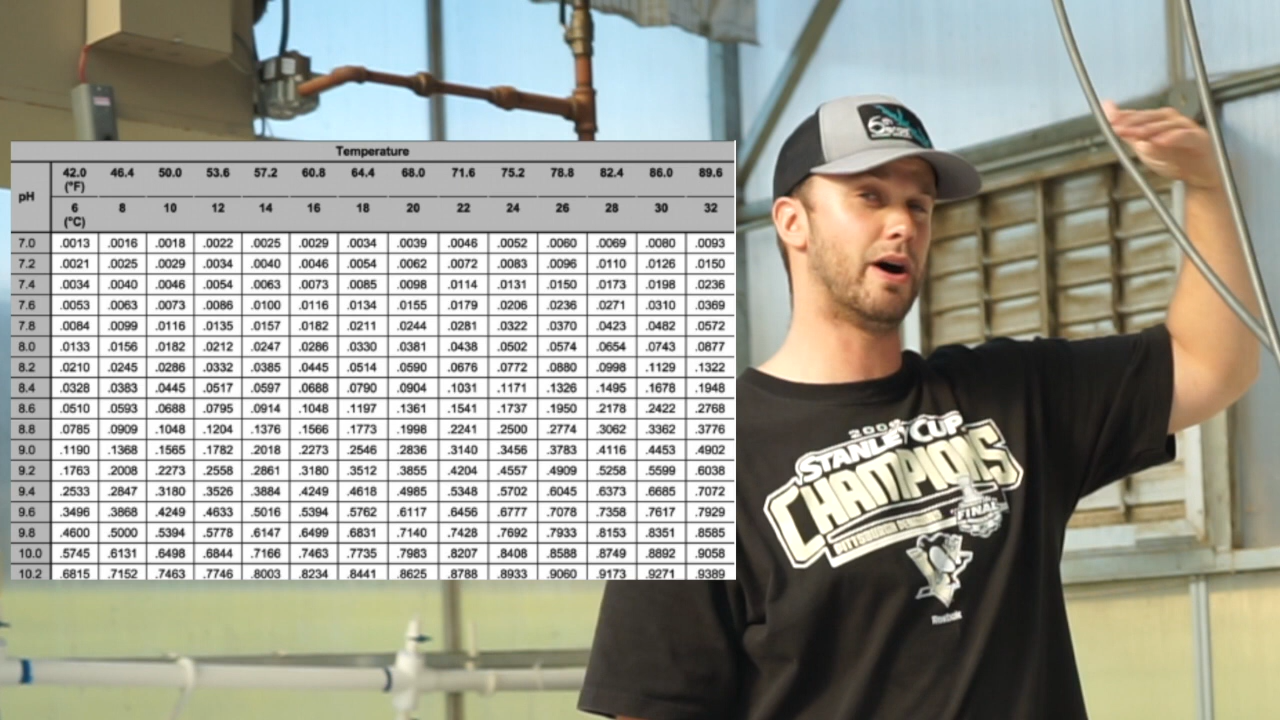 Temperature
pH
42.0 (°F) 46.4 50.0 53.6 57.2 60.8 64.4 68.0 71.6 75.2 78.8 82.4 86.0 89.6
6 (°C) 8 10 12 14 16 18 20 22 24 26 28 30 32
7.0 .0013 .0016 .0018 .0022 .0025 .0029 .0034 .0039 .0046 .0052 .0060 .0069 .0080 .0093
7.2 .0021 .0025 .0029 .0034 .0040 .0046 .0054 .0062 .0072 .0083 .0096 .0110 .0126 .0150
7.4 .0034 .0040 .0046 .0054 .0063 .0073 .0085 .0098 .0114 .0131 .0150 .0173 .0198 .0236
7.6 .0053 .0063 .0073 .0086 .0100 .0116 .0134 .0155 .0179 .0206 .0236 .0271 .0310 .0369
7.8 .0084 .0099 .0116 .0135 .0157 .0182 .0211 .0244 .0281 .0322 .0370 .0423 .0482 .0572
8.0 .0133 .0156 .0182 .0212 .0247 .0286 .0330 .0381 .0438 .0502 .0574 .0654 .0743 .0877
8.2 .0210 .0245 .0286 .0332 .0385 .0445 .0514 .0590 .0676 .0772 .0880 .0998 .1129 .1322
8.4 .0328 .0383 .0445 .0517 .0597 .0688 .0790 .0904 .1031 .1171 .1326 .1495 .1678 .1948
8.6 .0510 .0593 .0688 .0795 .0914 .1048 .1197 .1361 .1541 .1737 .1950 .2178 .2422 .2768
8.8 .0785 .0909 .1048 .1204 .1376 .1566 .1773 .1998 .2241 .2500 .2774 .3062 .3362 .3776
9.0 .1190 .1368 .1565 .1782 .2018 .2273 .2546 .2836 .3140 .3456 .3783 .4116 .4453 .4902
9.2 .1763 .2008 .2273 .2558 .2861 .3180 .3512 .3855 .4204 .4557 .4909 .5258 .5599 .6038
9.4 .2533 .2847 .3180 .3526 .3884 .4249 .4618 .4985 .5348 .5702 .6045 .6373 .6685 .7072
9.6 .3496 .3868 .4249 .4633 .5016 .5394 .5762 .6117 .6456 .6777 .7078 .7358 .7617 .7929
9.8 .4600 .5000 .5394 .5778 .6147 .6499 .6831 .7140 .7428 .7692 .7933 .8153 .8351 .8585
10.0 .5745 .6131 .6498 .6844 .7166 .7463 .7735 .7983 .8207 .8408 .8588 .8749 .8892 .9058
10.2 .6815 .7152 .7463 .7746 .8003 .8234 .8441 .8625 .8788 .8933 .9060 .9173 .9271 .9389
STANLEY CUP
CHAMPIONS
PITTSBURGH PENGUINS
FINAL
Reebok